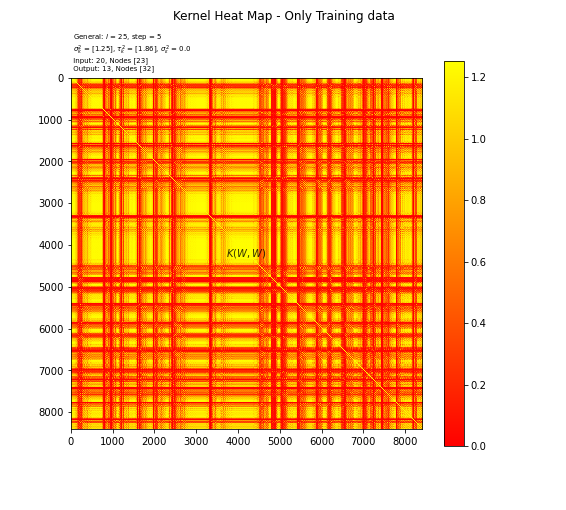 Kernel Heat Map - Only Training data
General: l = 25, step = 5
σ_k^2 = [1.25], τ_k^2 = [1.86], σ_ε^2 = 0.0
Input: 20, Nodes [23]
Output: 13, Nodes [32]
0
1000
2000
3000
4000
5000
6000
7000
8000
K(W, W)
0 1000 2000 3000 4000 5000 6000 7000 8000
1.2
1.0
0.8
0.6
0.4
0.2
0.0